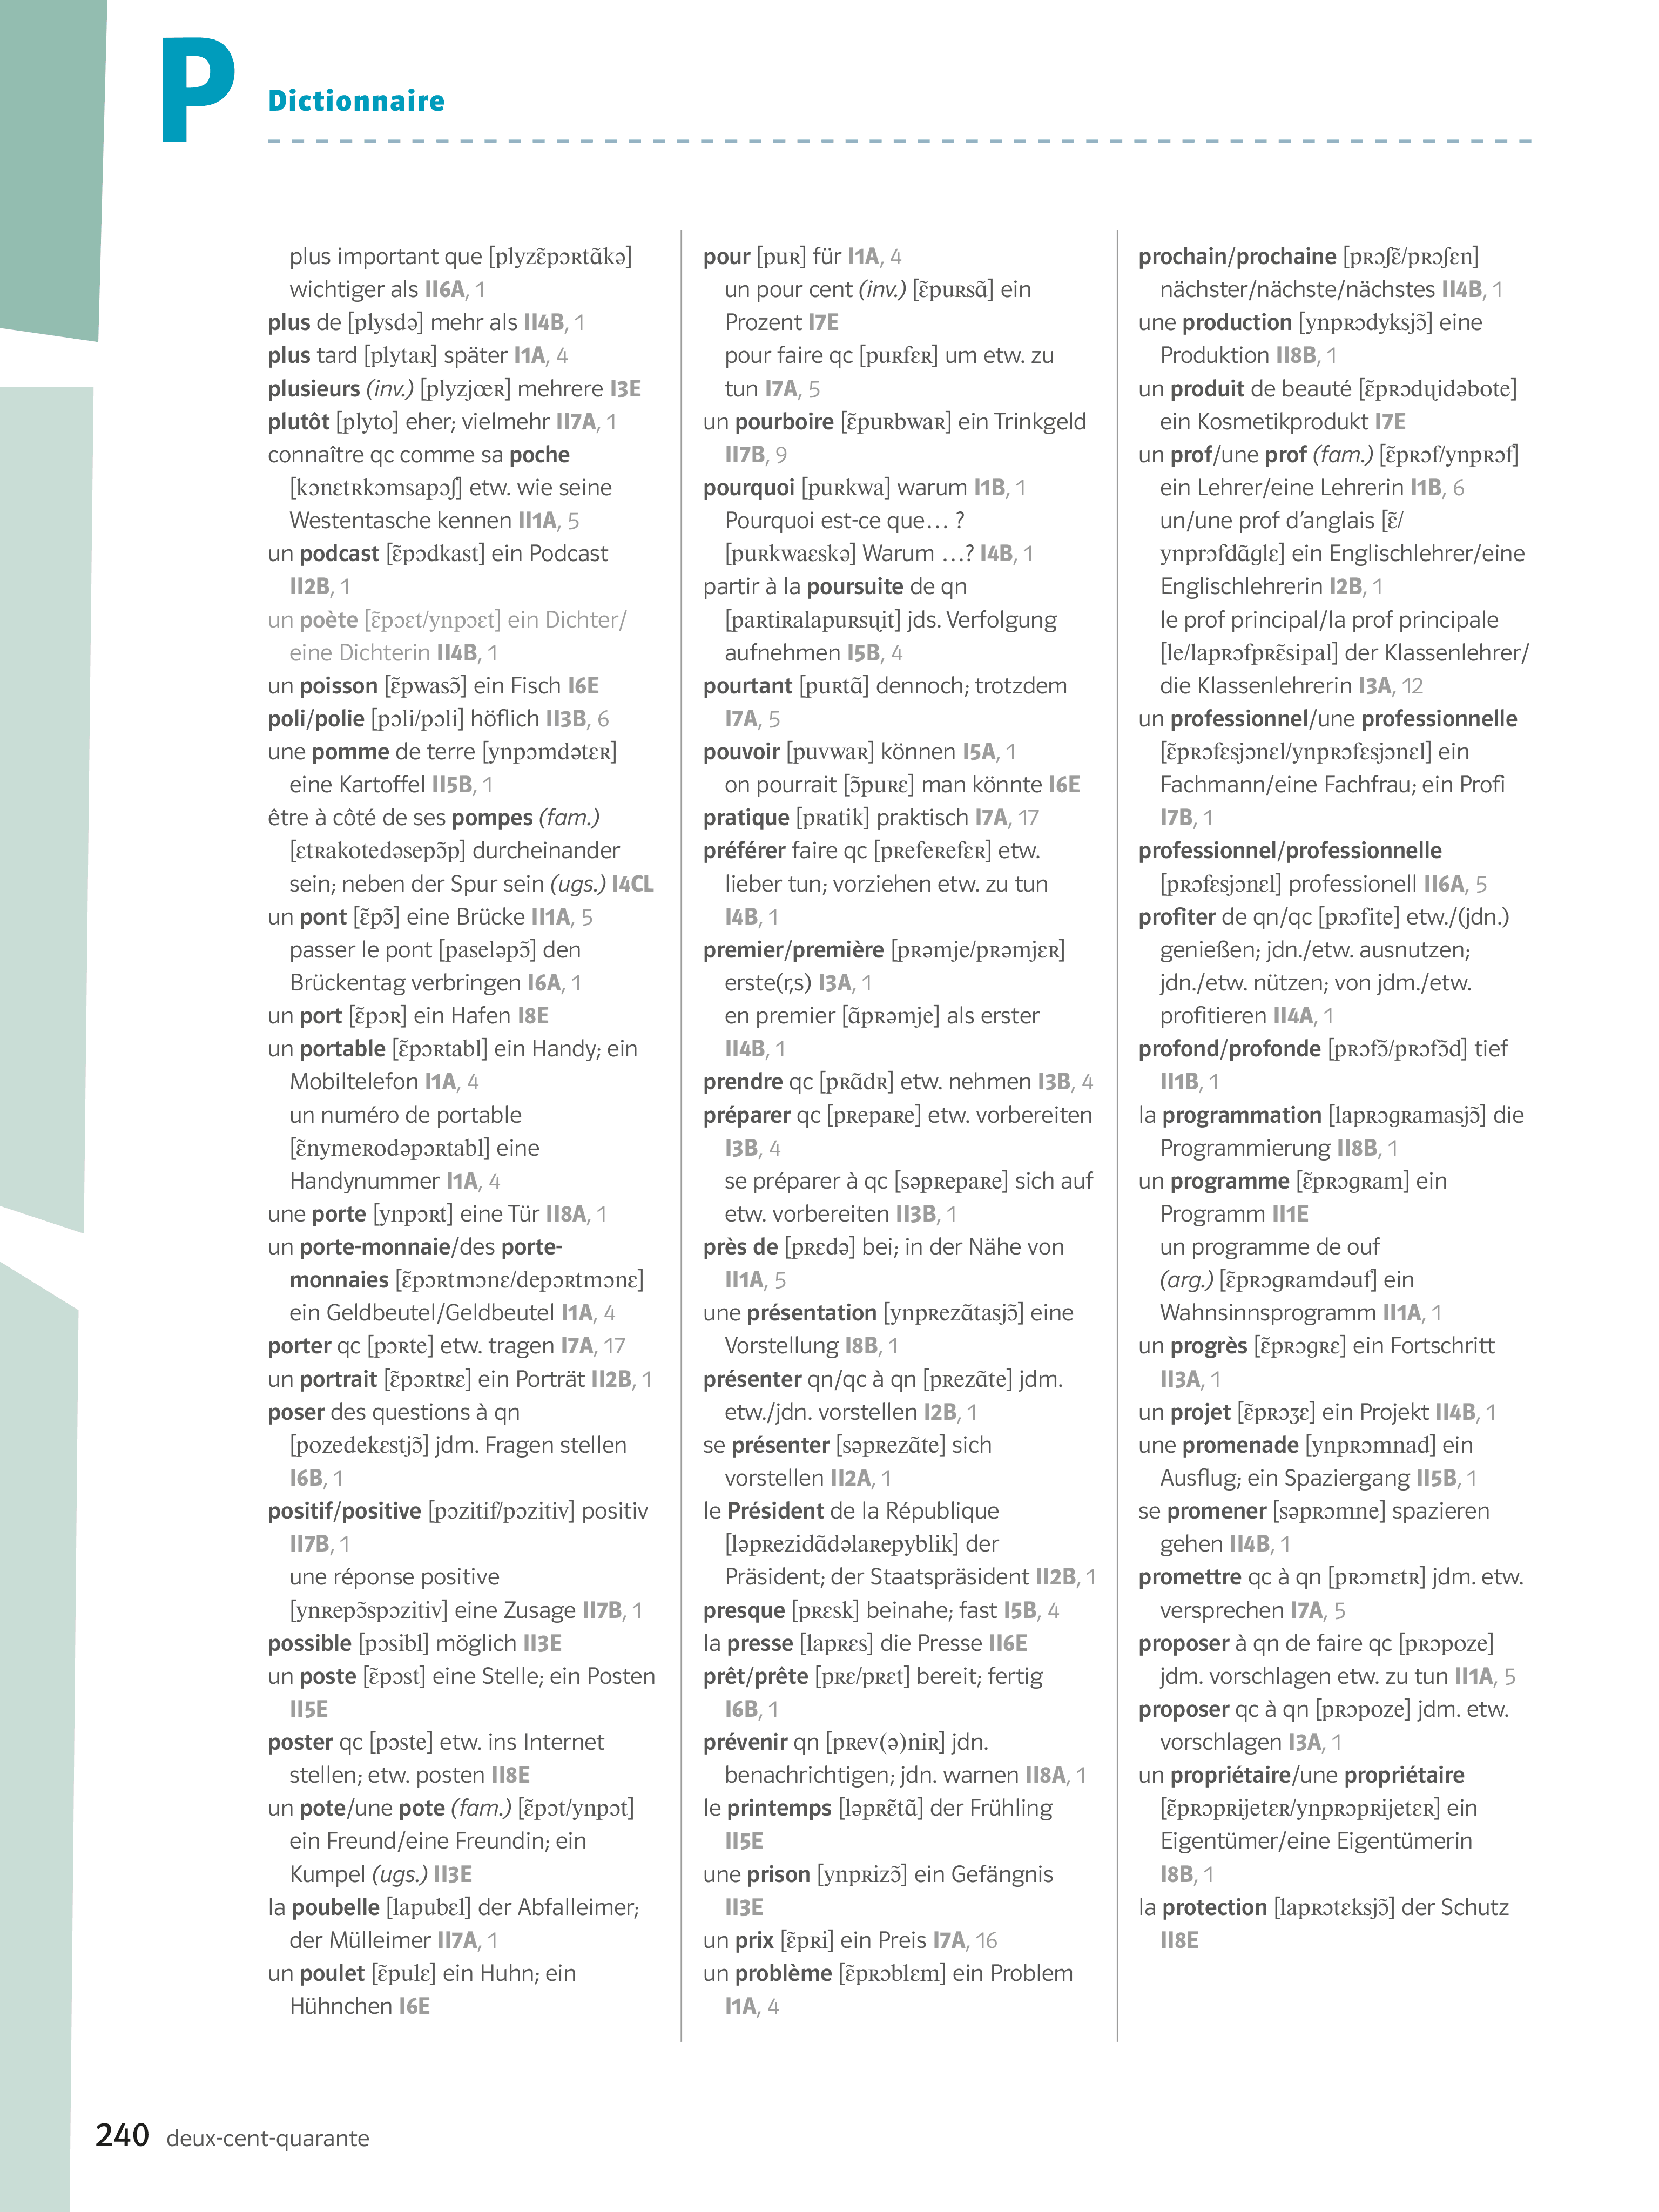 P
Dictionnaire
plus important que [plyzɛ̃pɔʀtɑ̃kə]
wichtiger als II6A, 1
plus de [plysdə] mehr als II4B, 1
plus tard [plytaʀ] später I1A, 4
plusieurs (inv.) [plyzjœʀ] mehrere I3E
plutôt [plyto] eher; vielmehr II7A, 1
connaître qc comme sa poche
[kɔnɛtʀkɔmsapɔʃ] etw. wie seine
Westentasche kennen II1A, 5
un podcast [ɛ̃pɔdkast] ein Podcast
II2B, 1
un poète [ɛ̃pɔɛt/ynpɔɛt] ein Dichter/
eine Dichterin II4B, 1
un poisson [ɛ̃pwasɔ̃] ein Fisch I6E
poli/polie [pɔli/pɔli] höflich II3B, 6
une pomme de terre [ynpɔmdətɛʀ]
eine Kartoffel II5B, 1
être à côté de ses pompes (fam.)
[ɛtʀakotedəsepɔ̃p] durcheinander
sein; neben der Spur sein (ugs.) I4CL
un pont [ɛ̃pɔ̃] eine Brücke II1A, 5
passer le pont [paseləpɔ̃] den
Brückentag verbringen I6A, 1
un port [ɛ̃pɔʀ] ein Hafen I8E
un portable [ɛ̃pɔʀtabl] ein Handy; ein
Mobiltelefon I1A, 4
un numéro de portable
[ɛ̃nymeʀodəpɔʀtabl] eine
Handynummer I1A, 4
une porte [ynpɔʀt] eine Tür II8A, 1
un porte-monnaie/des porte-
monnaies [ɛ̃pɔʀtmɔnɛ/depɔʀtmɔnɛ]
ein Geldbeutel/Geldbeutel I1A, 4
porter qc [pɔʀte] etw. tragen I7A, 17
un portrait [ɛ̃pɔʀtʀɛ] ein Porträt II2B, 1
poser des questions à qn
[pozedekɛstjɔ̃] jdm. Fragen stellen
I6B, 1
positif/positive [pɔzitif/pɔzitiv] positiv
II7B, 1
une réponse positive
[ynʀepɔ̃spɔzitiv] eine Zusage II7B, 1
possible [pɔsibl] möglich II3E
un poste [ɛ̃pɔst] eine Stelle; ein Posten
II5E
poster qc [pɔste] etw. ins Internet
stellen; etw. posten II8E
un pote/une pote (fam.) [ɛ̃pɔt/ynpɔt]
ein Freund/eine Freundin; ein
Kumpel (ugs.) II3E
la poubelle [lapubɛl] der Abfalleimer;
der Mülleimer II7A, 1
un poulet [ɛ̃pulɛ] ein Huhn; ein
Hühnchen I6E
pour [puʀ] für I1A, 4
un pour cent (inv.) [ɛ̃puʀsɑ̃] ein
Prozent I7E
pour faire qc [puʀfɛʀ] um etw. zu
tun I7A, 5
un pourboire [ɛ̃puʀbwaʀ] ein Trinkgeld
II7B, 9
pourquoi [puʀkwa] warum I1B, 1
Pourquoi est-ce que… ?
[puʀkwaɛskə] Warum …? I4B, 1
partir à la poursuite de qn
[paʀtiʀalapuʀsɥit] jds. Verfolgung
aufnehmen I5B, 4
pourtant [puʀtɑ̃] dennoch; trotzdem
I7A, 5
pouvoir [puvwaʀ] können I5A, 1
on pourrait [ɔ̃puʀɛ] man könnte I6E
pratique [pʀatik] praktisch I7A, 17
préférer faire qc [pʀefeʀefɛʀ] etw.
lieber tun; vorziehen etw. zu tun
I4B, 1
premier/première [pʀəmje/pʀəmjɛʀ]
erste(r,s) I3A, 1
en premier [ɑ̃pʀəmje] als erster
II4B, 1
prendre qc [pʀɑ̃dʀ] etw. nehmen I3B, 4
préparer qc [pʀepaʀe] etw. vorbereiten
I3B, 4
se préparer à qc [səpʀepaʀe] sich auf
etw. vorbereiten II3B, 1
près de [pʀɛdə] bei; in der Nähe von
II1A, 5
une présentation [ynpʀezɑ̃tasjɔ̃] eine
Vorstellung I8B, 1
présenter qn/qc à qn [pʀezɑ̃te] jdm.
etw./jdn. vorstellen I2B, 1
se présenter [səpʀezɑ̃te] sich
vorstellen II2A, 1
le Président de la République
[ləpʀezidɑ̃dəlaʀepyblik] der
Präsident; der Staatspräsident II2B, 1
presque [pʀɛsk] beinahe; fast I5B, 4
la presse [lapʀɛs] die Presse II6E
prêt/prête [pʀɛ/pʀɛt] bereit; fertig
I6B, 1
prévenir qn [pʀev(ə)niʀ] jdn.
benachrichtigen; jdn. warnen II8A, 1
le printemps [ləpʀɛ̃tɑ̃] der Frühling
II5E
une prison [ynpʀizɔ̃] ein Gefängnis
II3E
un prix [ɛ̃pʀi] ein Preis I7A, 16
un problème [ɛ̃pʀɔblɛm] ein Problem
I1A, 4
prochain/prochaine [pʀɔʃɛ̃/pʀɔʃɛn]
nächster/nächste/nächstes II4B, 1
une production [ynpʀɔdyksjɔ̃] eine
Produktion II8B, 1
un produit de beauté [ɛ̃pʀɔdɥidəbote]
ein Kosmetikprodukt I7E
un prof/une prof (fam.) [ɛ̃pʀɔf/ynpʀɔf]
ein Lehrer/eine Lehrerin I1B, 6
un/une prof d’anglais [ɛ̃/
ynprɔfdɑ̃glɛ] ein Englischlehrer/eine
Englischlehrerin I2B, 1
le prof principal/la prof principale
[le/lapʀɔfpʀɛ̃sipal] der Klassenlehrer/
die Klassenlehrerin I3A, 12
un professionnel/une professionnelle
[ɛ̃pʀɔfɛsjɔnɛl/ynpʀɔfɛsjɔnɛl] ein
Fachmann/eine Fachfrau; ein Profi
I7B, 1
professionnel/professionnelle
[pʀɔfɛsjɔnɛl] professionell II6A, 5
profiter de qn/qc [pʀɔfite] etw./(jdn.)
genießen; jdn./etw. ausnutzen;
jdn./etw. nützen; von jdm./etw.
profitieren II4A, 1
profond/profonde [pʀɔfɔ̃/pʀɔfɔ̃d] tief
II1B, 1
la programmation [lapʀɔgʀamasjɔ̃] die
Programmierung II8B, 1
un programme [ɛ̃pʀɔgʀam] ein
Programm II1E
un programme de ouf
(arg.) [ɛ̃pʀɔgʀamdəuf] ein
Wahnsinnsprogramm II1A, 1
un progrès [ɛ̃pʀɔgʀɛ] ein Fortschritt
II3A, 1
un projet [ɛ̃pʀɔʒɛ] ein Projekt II4B, 1
une promenade [ynpʀɔmnad] ein
Ausflug; ein Spaziergang II5B, 1
se promener [səpʀɔmne] spazieren
gehen II4B, 1
promettre qc à qn [pʀɔmɛtʀ] jdm. etw.
versprechen I7A, 5
proposer à qn de faire qc [pʀɔpoze]
jdm. vorschlagen etw. zu tun II1A, 5
proposer qc à qn [pʀɔpoze] jdm. etw.
vorschlagen I3A, 1
un propriétaire/une propriétaire
[ɛ̃pʀɔpʀijetɛʀ/ynpʀɔpʀijetɛʀ] ein
Eigentümer/eine Eigentümerin
I8B, 1
la protection [lapʀɔtɛksjɔ̃] der Schutz
II8E
240 deux-cent-quarante